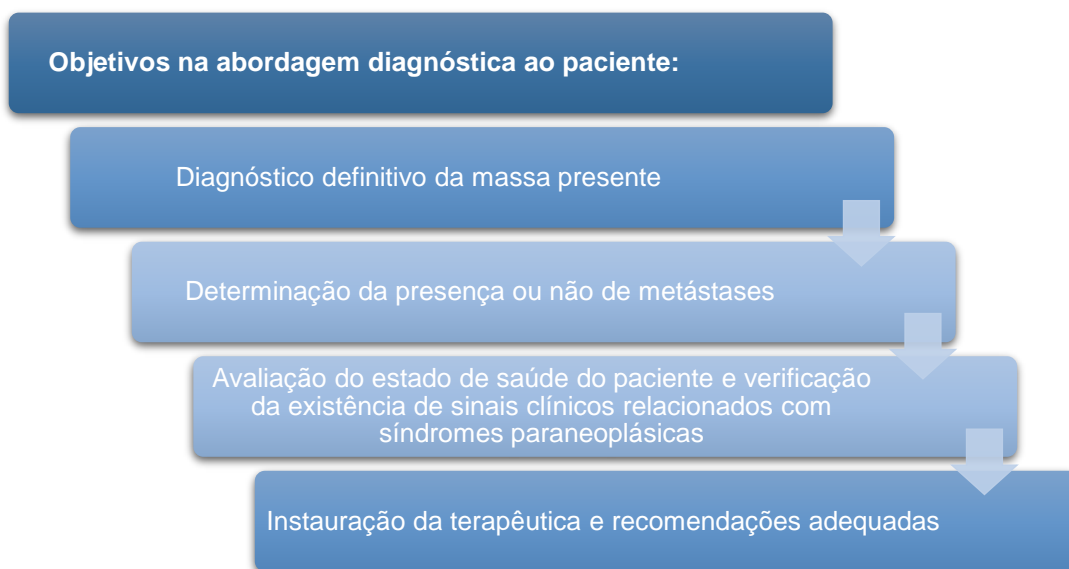 Objetivos na abordagem diagnóstica ao paciente:
Diagnóstico definitivo da massa presente
Determinação da presença ou não de metástases
Avaliação do estado de saúde do paciente e verificação
da existência de sinais clínicos relacionados com
síndromes paraneoplásicas
Instauração da terapêutica e recomendações adequadas